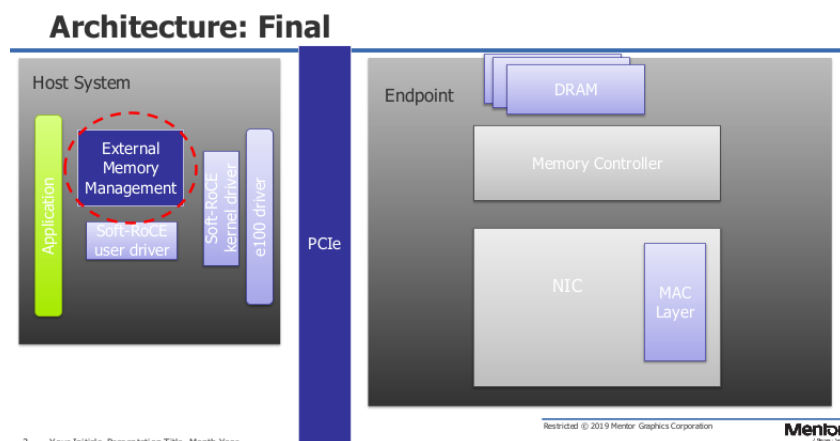 Architecture: Final
Host System
Application
External
Memory
Management
Soft-RoCE
user driver
Soft-RoCE
kernel driver
e100 driver
PCIe
Endpoint
DRAM
Memory Controller
NIC
MAC
Layer
Restricted © 2019 Mentor Graphics Corporation
Mentor